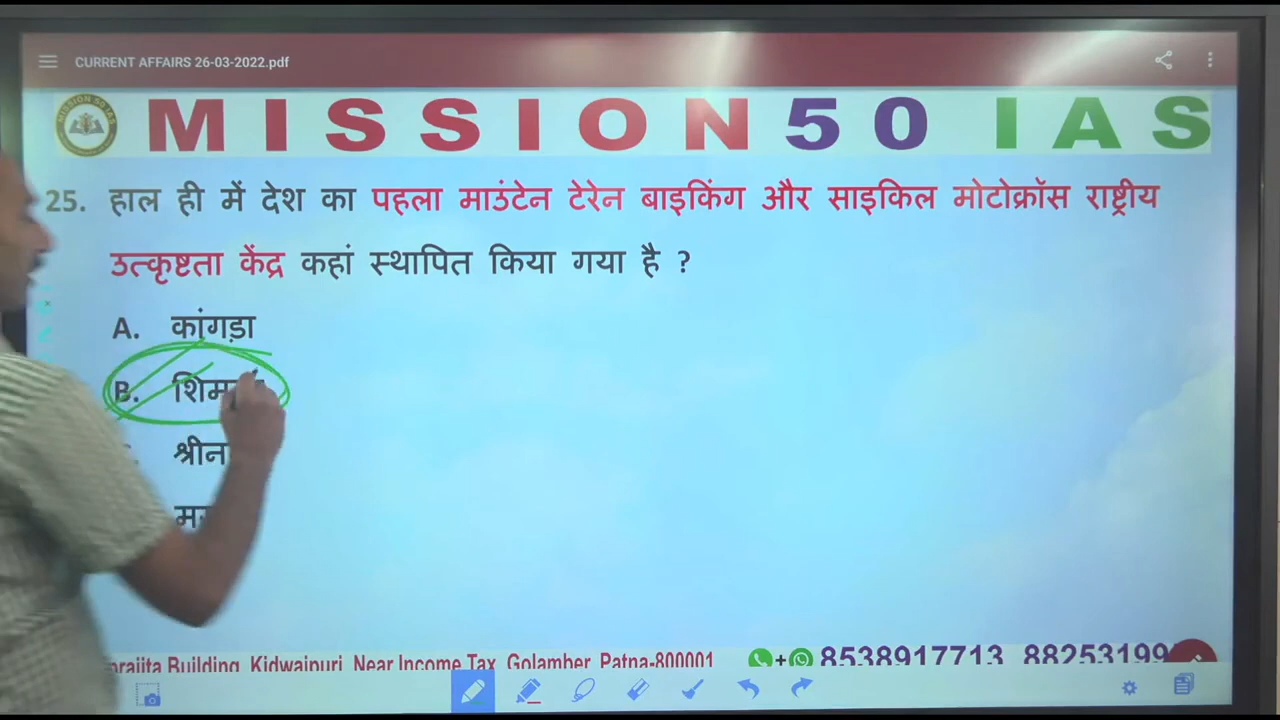 CURRENT AFFAIRS 26-03-2022.pdf
MISSION 50 IAS
25. हाल ही में देश का पहला माउंटेन टेरेन बाइकिंग और साइकिल मोटोक्रॉस राष्ट्रीय
उत्कृष्टता केंद्र कहां स्थापित किया गया है ?
A. कांगड़ा
B.
Building, Kidwaipuri, Near Income Tax, Golamber, Patna-800001 + 8538917713,